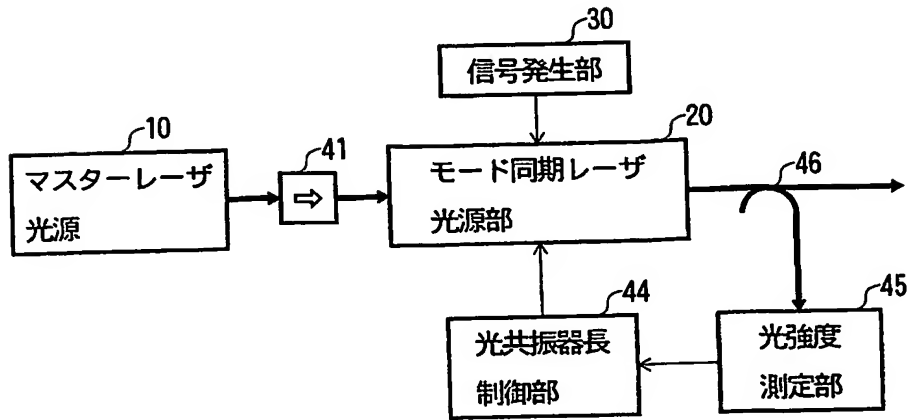 30
信号発生部
10
マスターレーザ
光源
41
20
モード同期レーザ
光源部
46
44
光共振器長
制御部
45
光強度
測定部